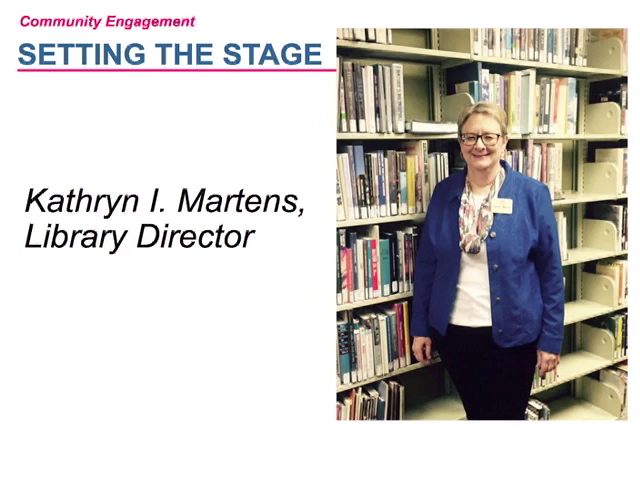 Community Engagement
SETTING THE STAGE
Kathryn I. Martens,
Library Director